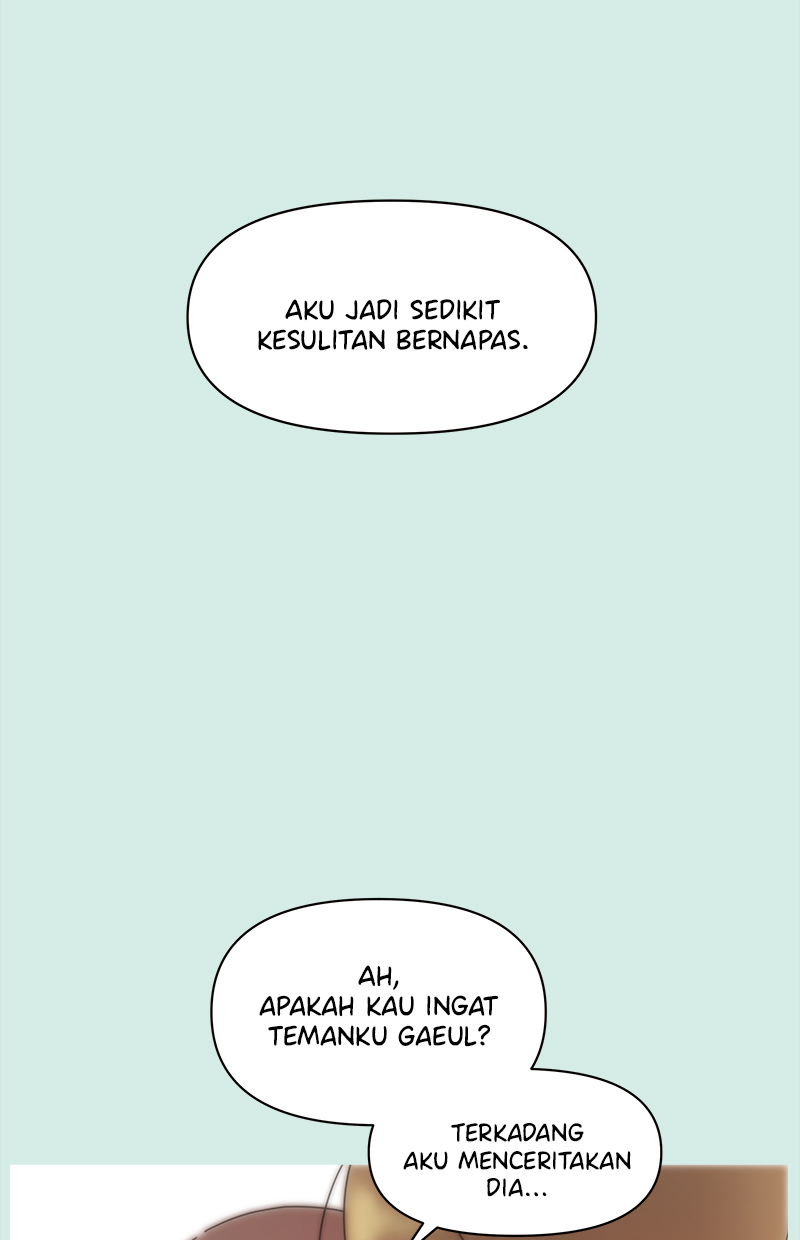 AKU JADI SEDIKIT
KESULITAN BERNAPAS.
AH,
APAKAH KAU INGAT
TEMANKU GAEUL?
TERKADANG
AKU MENCERITAKAN
DIA...